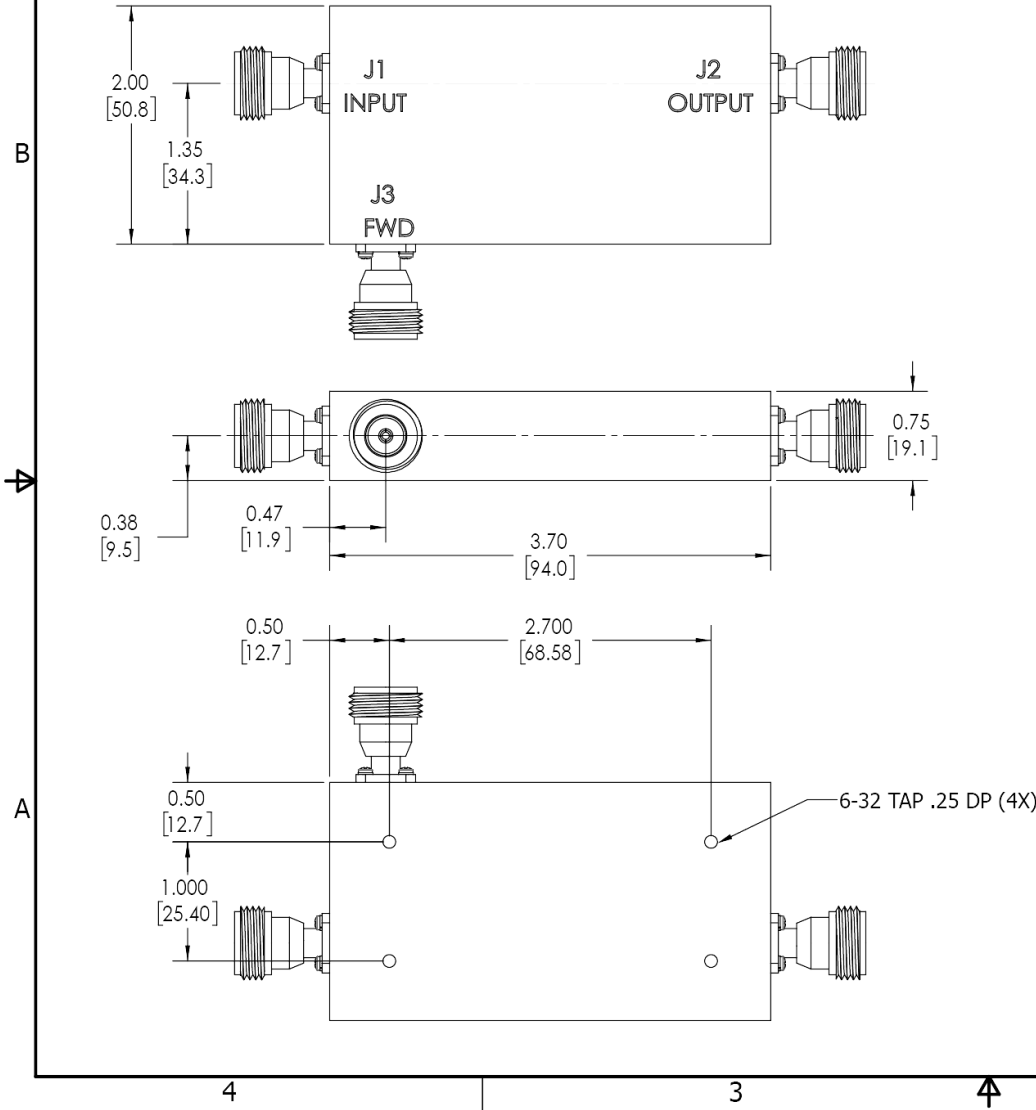 2.00
[50.8]
J1
INPUT
J2
OUTPUT
B
1.35
[34.3]
J3
FWD
0.75
[19.1]
0.38
[9.5]
0.47
[11.9]
3.70
[94.0]
0.50
[12.7]
2.700
[68.58]
A
0.50
[12.7]
6-32 TAP .25 DP (4X)
1.000
[25.40]
4
3